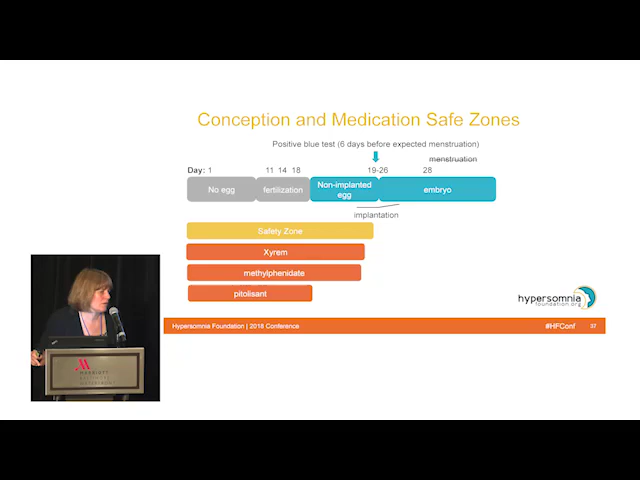 Conception and Medication Safe Zones
Positive blue test (6 days before expected menstruation)
menstruation
Day: 1 11 14 18 19-26 28
No egg
fertilization
Non-implanted
egg
embryo
implantation
Safety Zone
Xyrem
methylphenidate
pitolisant
hypersomnia
foundation.org
Hypersomnia Foundation | 2018 Conference #HFConf 37
MARRIOTT